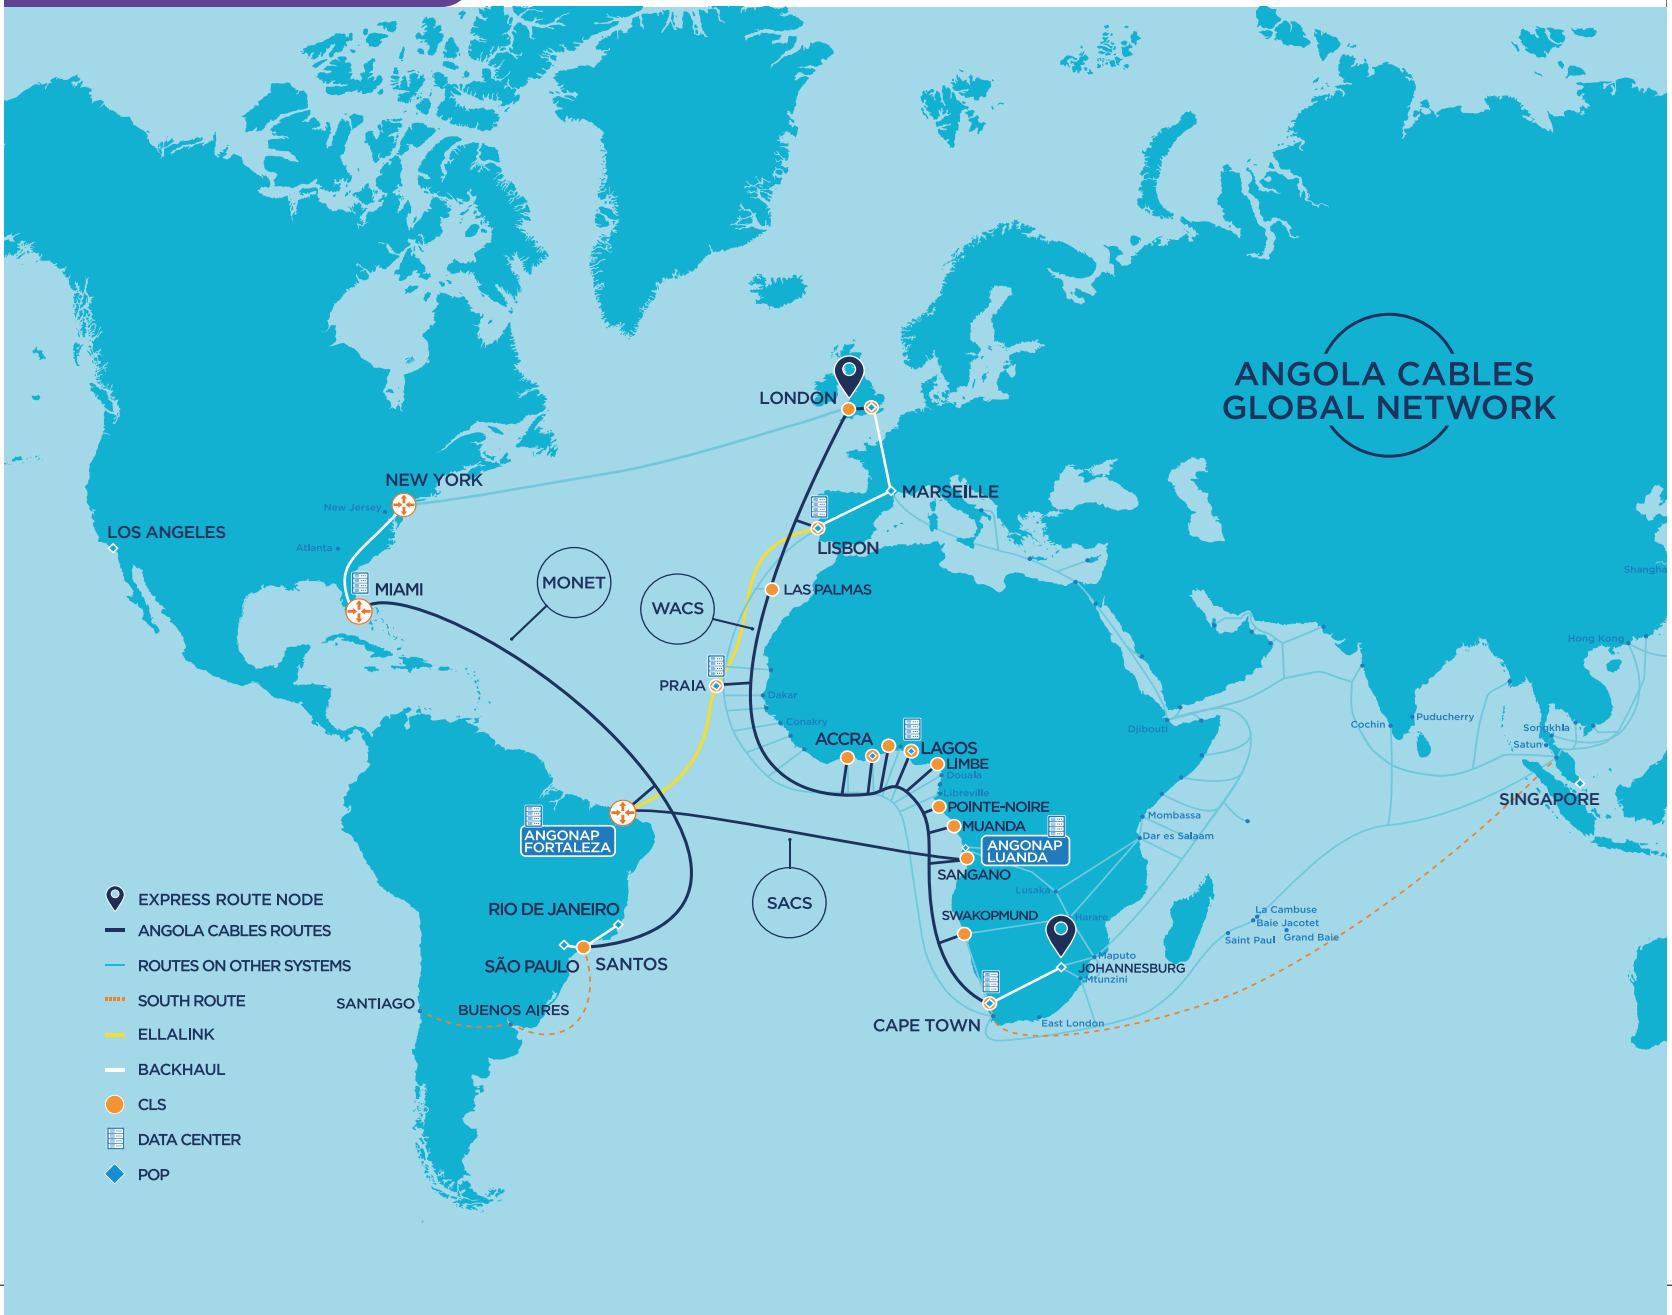 ANGOLA CABLES
GLOBAL NETWORK
LONDON
NEW YORK
MARSEILLE
New Jersey
LOS ANGELES
Atlanta
LISBON
Shangha
MIAMI
MONET
LAS PALMAS
WACS
Hong Kong
PRAIA
Dakar
Conakry
Djibouti
Cochin
Puducherry
Songkhla
Satun
ACCRA
LAGOS
LIMBE
Douala
Libreville
SINGAPORE
POINTE-NOIRE
MUANDA
Mombassa
Dar es Salaam
ANGONAP
FORTALEZA
ANGONAP
LUANDA
SANGANO
Lusaka
SACS
RIO DE JANEIRO
SWAKOPMUND
Harare
La Cambuse
Baie Jacotet
Saint Paul
Grand Baie
SÃO PAULO
SANTOS
Maputo
JOHANNESBURG
Mtunzini
SANTIAGO
BUENOS AIRES
CAPE TOWN
East London
EXPRESS ROUTE NODE
ANGOLA CABLES ROUTES
ROUTES ON OTHER SYSTEMS
SOUTH ROUTE
ELLALINK
BACKHAUL
CLS
DATA CENTER
POP